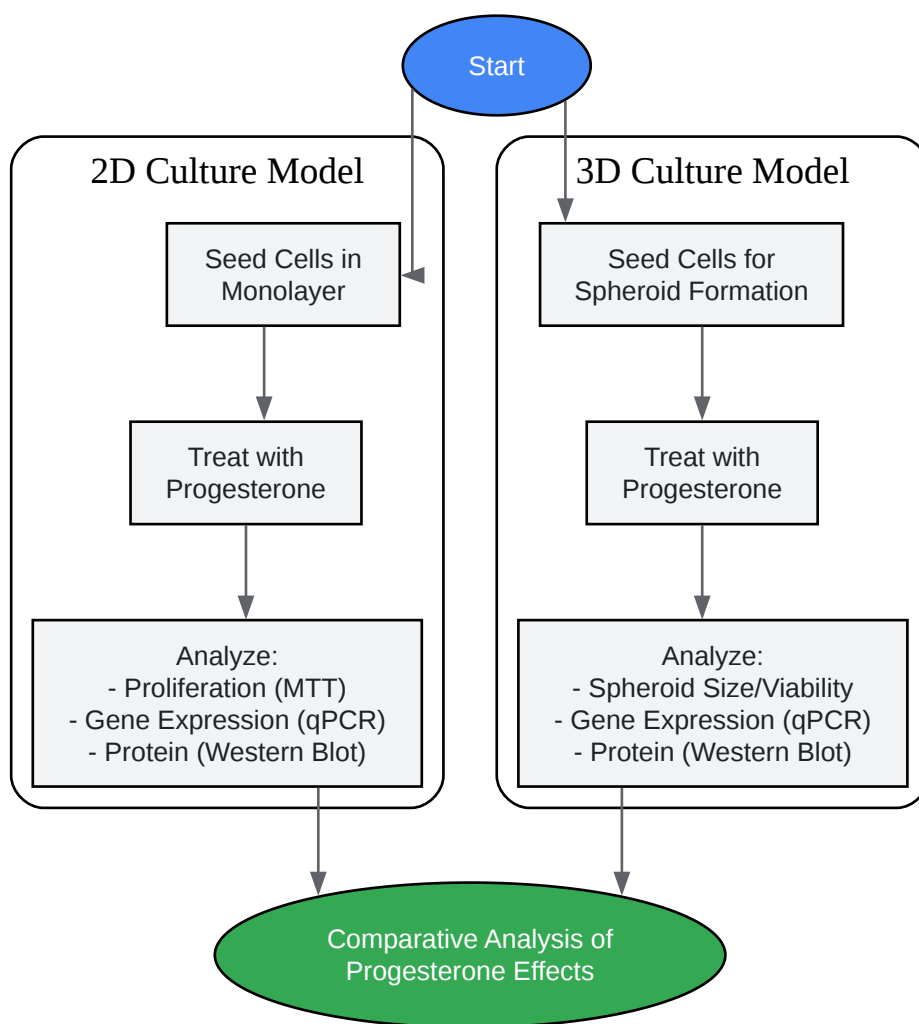 Start
2D Culture Model
Seed Cells in
Monolayer
Treat with
Progesterone
Analyze:
- Proliferation (MTT)
- Gene Expression (qPCR)
- Protein (Western Blot)
3D Culture Model
Seed Cells for
Spheroid Formation
Treat with
Progesterone
Analyze:
- Spheroid Size/Viability
- Gene Expression (qPCR)
- Protein (Western Blot)
Comparative Analysis of
Progesterone Effects